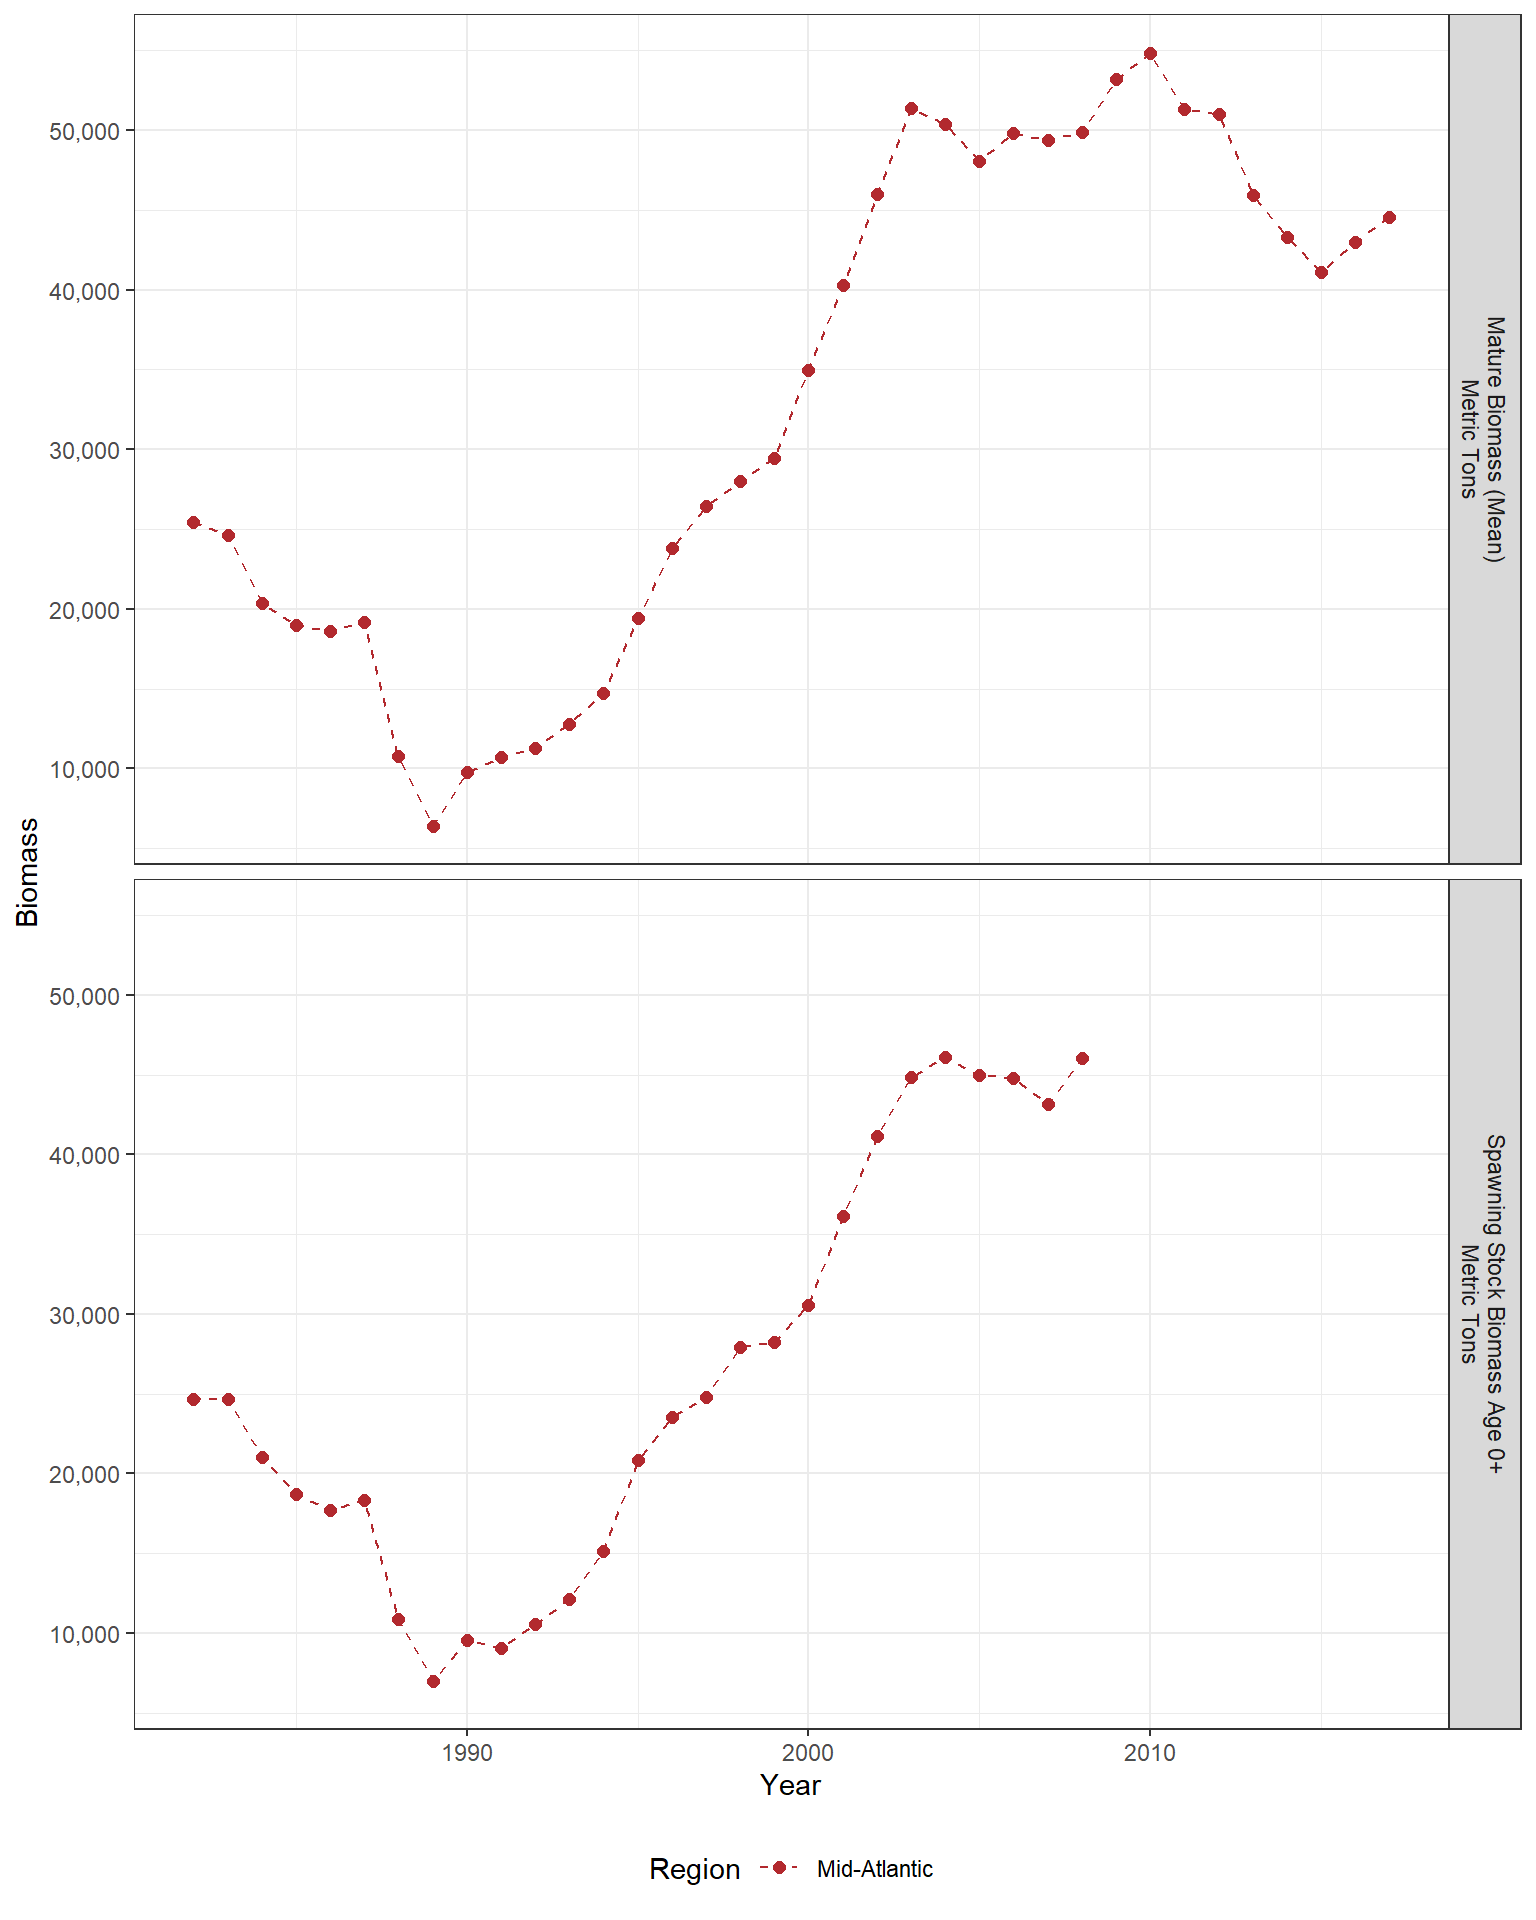 50,000
40,000
30,000
20,000
10,000
Mature Biomass (Mean)
Metric Tons
Biomass
50,000
40,000
30,000
20,000
10,000
Spawning Stock Biomass Age 0+
Metric Tons
1990
2000
2010
Year
Region
Mid-Atlantic